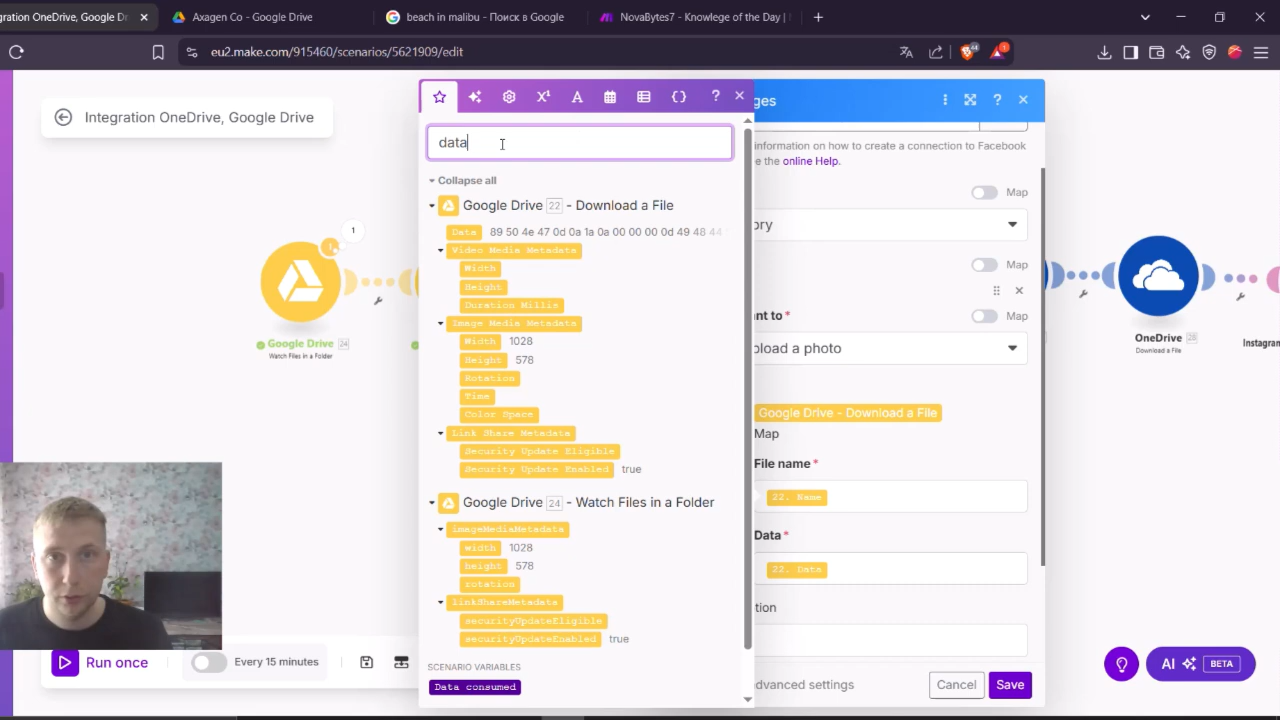 ntegration OneDrive, Google Dr
Axagen Co - Google Drive
beach in malibu - Поиск в Google
NovaBytes7 - Knowlege of the Day |
eu2.make.com/915460/scenarios/5621909/edit
Integration OneDrive, Google Drive
ges
data
information on how to create a connection to Facebook
e the online Help.
Collapse all
Map
Google Drive 22 - Download a File
ory
Data 89 50 4e 47 0d 0a 1a 0a 00 00 00 0d 49 48 44
Video Media Metadata
Width
Map
Height
Duration Millis
nt to *
Map
Image Media Metadata
Width 1028
Height 578
load a photo
Rotation
Time
Color Space
Google Drive - Download a File
Link Share Metadata
Map
Security Update Eligible
Security Update Enabled true
File name *
22. Name
Google Drive 24 - Watch Files in a Folder
imageMediaMetadata
Data *
width 1028
height 578
22. Data
rotation
linkShareMetadata
tion
securityUpdateEligible
securityUpdateEnabled true
SCENARIO VARIABLES
Data consumed
dvanced settings
Cancel
Save
1
1
Google Drive 24
Watch Files in a Folder
OneDrive 28
Download a File
Instagram
Run once
Every 15 minutes
AI BETA